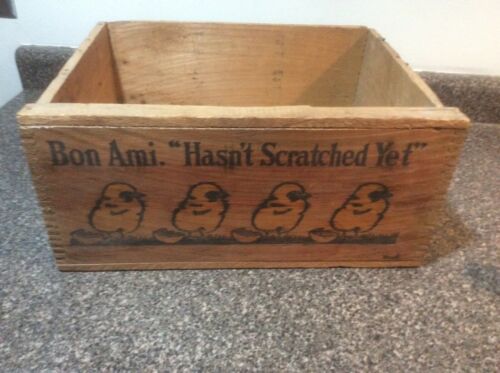 Bon Ami. "Hasn't Scratched Yet"